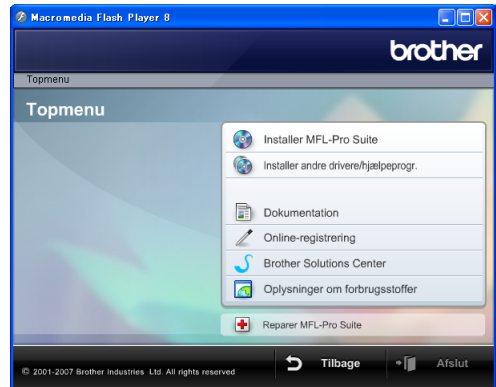 Macromedia Flash Player 8
brother
Topmenu
Topmenu
Installer MFL-Pro Suite
Installer andre drivere/hjælpeprogr.
Dokumentation
Online-registrering
Brother Solutions Center
Oplysninger om forbrugsstoffer
Reparer MFL-Pro Suite
© 2001-2007 Brother Industries Ltd. All rights reserved
Tilbage
Afslut